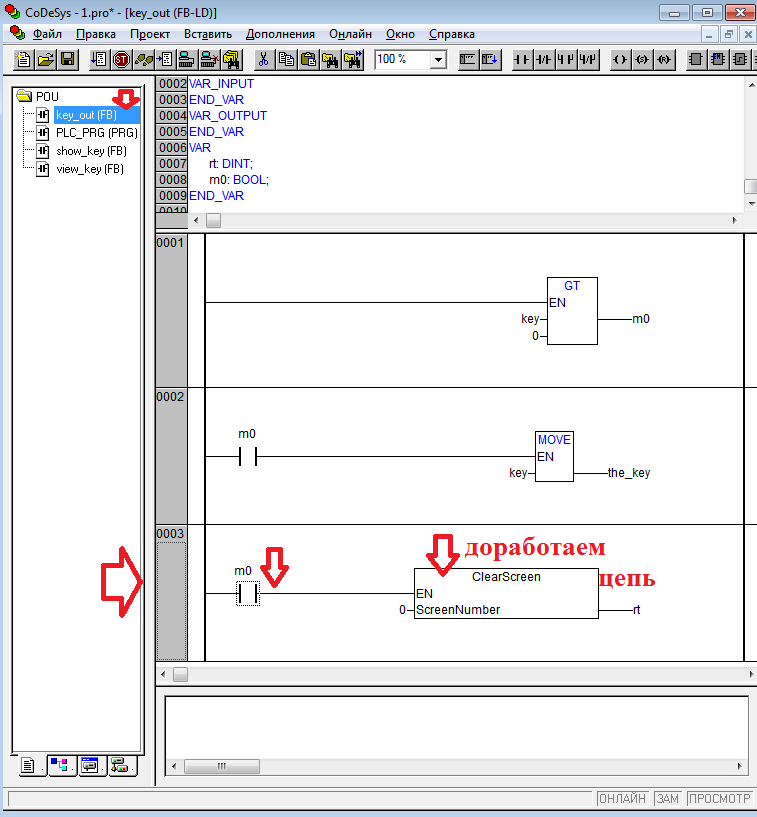 CoDeSys - 1.pro* - [key_out (FB-LD)]
Файл Правка Проект Вставить Дополнения Онлайн Окно Справка
STOP
100 %
POU
key_out (FB)
PLC_PRG (PRG)
show_key (FB)
view_key (FB)
0002 VAR_INPUT
0003 END_VAR
0004 VAR_OUTPUT
0005 END_VAR
0006 VAR
0007 rt: DINT;
0008 m0: BOOL;
0009 END_VAR
0010
0001
GT
EN
key
m0
0
0002
m0
MOVE
EN
key
the_key
0003
доработаем
цепь
m0
ClearScreen
EN
0 ScreenNumber
rt
ОНЛАЙН ЗАМ ПРОСМОТР